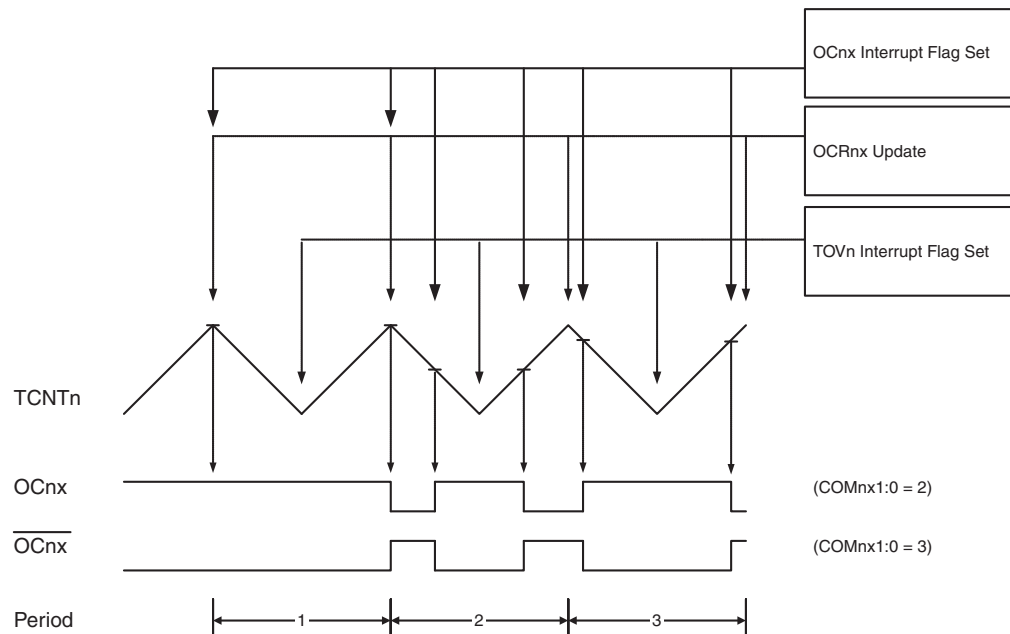 OCnx Interrupt Flag Set
OCRnx Update
TOVn Interrupt Flag Set
TCNTn
OCnx
(COMnx1:0 = 2)
OCnx
(COMnx1:0 = 3)
Period
1
2
3